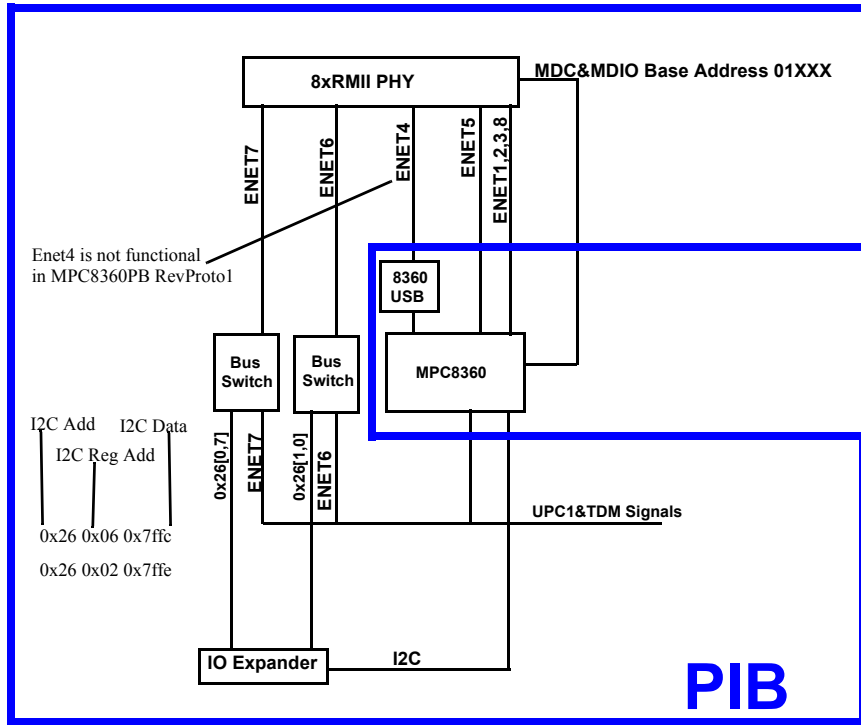 8xRMII PHY
MDC&MDIO Base Address 01XXX
ENET7
ENET6
ENET4
ENET5
ENET1,2,3,8
Enet4 is not functional
in MPC8360PB RevProto1
8360
USB
Bus
Switch
Bus
Switch
MPC8360
I2C Add
I2C Data
I2C Reg Add
0x26[0,7]
ENET7
0x26[1,0]
ENET6
UPC1&TDM Signals
0x26 0x06 0x7ffc
0x26 0x02 0x7ffe
IO Expander
I2C
PIB